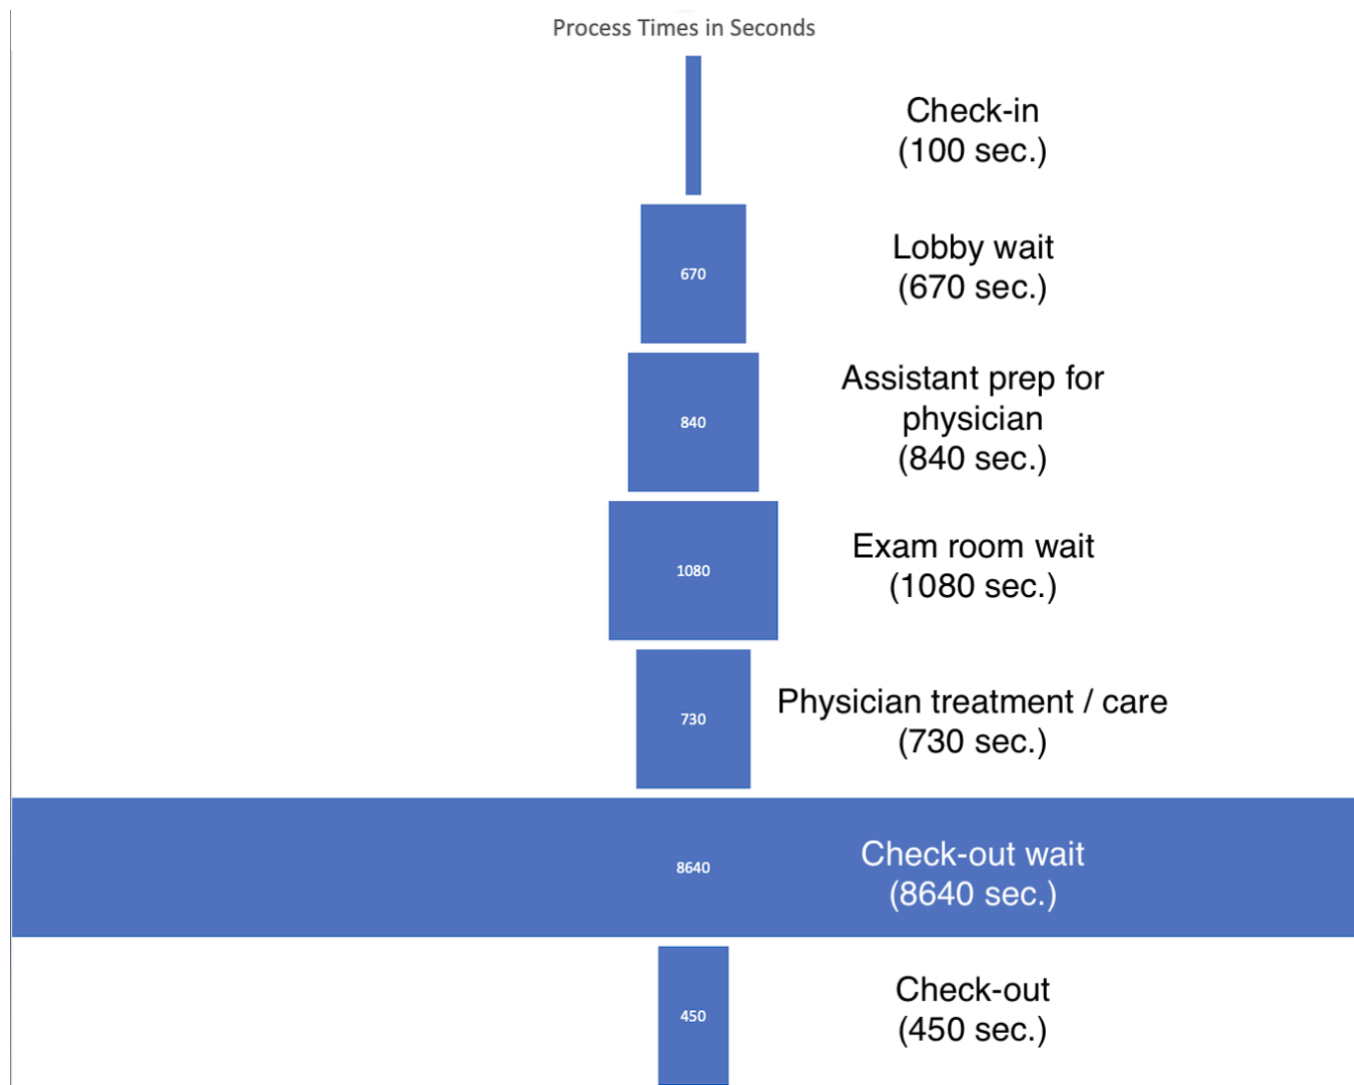 Process Times in Seconds
Check-in
(100 sec.)
670
Lobby wait
(670 sec.)
840
Assistant prep for
physician
(840 sec.)
1080
Exam room wait
(1080 sec.)
730
Physician treatment / care
(730 sec.)
8640
Check-out wait
(8640 sec.)
450
Check-out
(450 sec.)